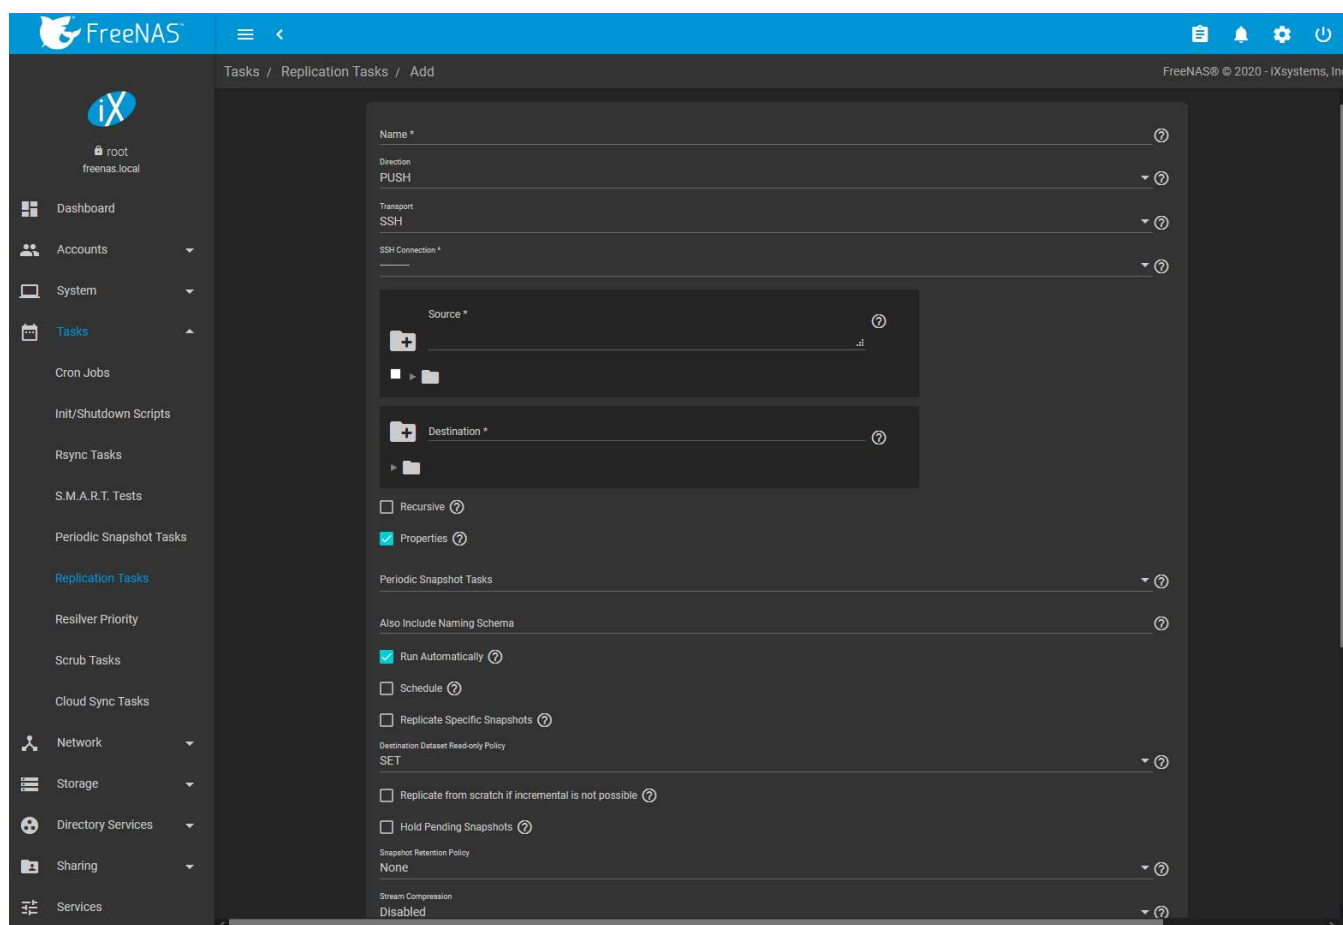 FreeNAS™
Tasks / Replication Tasks / Add
FreeNAS® © 2020 - iXsystems, Inc
iX
root
freenas.local
Dashboard
Accounts
System
Tasks
Cron Jobs
Init/Shutdown Scripts
Rsync Tasks
S.M.A.R.T. Tests
Periodic Snapshot Tasks
Replication Tasks
Resilver Priority
Scrub Tasks
Cloud Sync Tasks
Network
Storage
Directory Services
Sharing
Services
Name *
Direction
PUSH
Transport
SSH
SSH Connection *
---------
Source *
Destination *
Recursive
Properties
Periodic Snapshot Tasks
Also Include Naming Schema
Run Automatically
Schedule
Replicate Specific Snapshots
Destination Dataset Read-only Policy
SET
Replicate from scratch if incremental is not possible
Hold Pending Snapshots
Snapshot Retention Policy
None
Stream Compression
Disabled